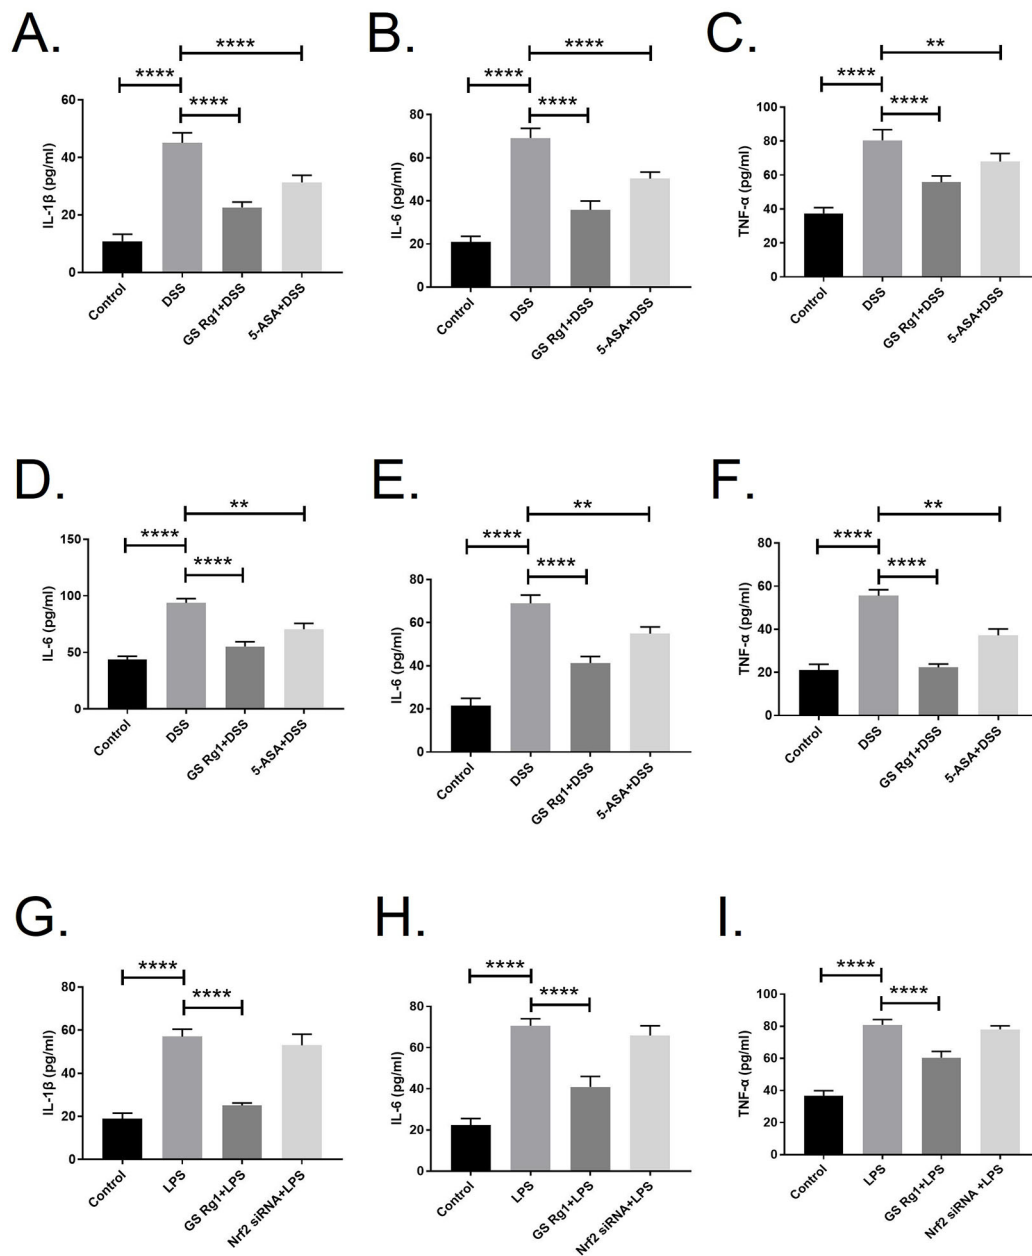 A.
****
****
****
IL-1β (pg/ml)
60
40
20
0
Control
DSS
GS Rg1+DSS
5-ASA+DSS
B.
****
****
****
IL-6 (pg/ml)
80
60
40
20
0
Control
DSS
GS Rg1+DSS
5-ASA+DSS
C.
**
****
****
TNF-α (pg/ml)
100
80
60
40
20
0
Control
DSS
GS Rg1+DSS
5-ASA+DSS
D.
**
****
****
IL-6 (pg/ml)
150
100
50
0
Control
DSS
GS Rg1+DSS
5-ASA+DSS
E.
**
****
****
IL-6 (pg/ml)
80
60
40
20
0
Control
DSS
GS Rg1+DSS
5-ASA+DSS
F.
**
****
****
TNF-α (pg/ml)
80
60
40
20
0
Control
DSS
GS Rg1+DSS
5-ASA+DSS
G.
****
****
IL-1β (pg/ml)
80
60
40
20
0
Control
LPS
GS Rg1+LPS
Nrf2 siRNA+LPS
H.
****
****
IL-6 (pg/ml)
80
60
40
20
0
Control
LPS
GS Rg1+LPS
Nrf2 siRNA+LPS
I.
****
****
TNF-α (pg/ml)
100
80
60
40
20
0
Control
LPS
GS Rg1+LPS
Nrf2 siRNA +LPS